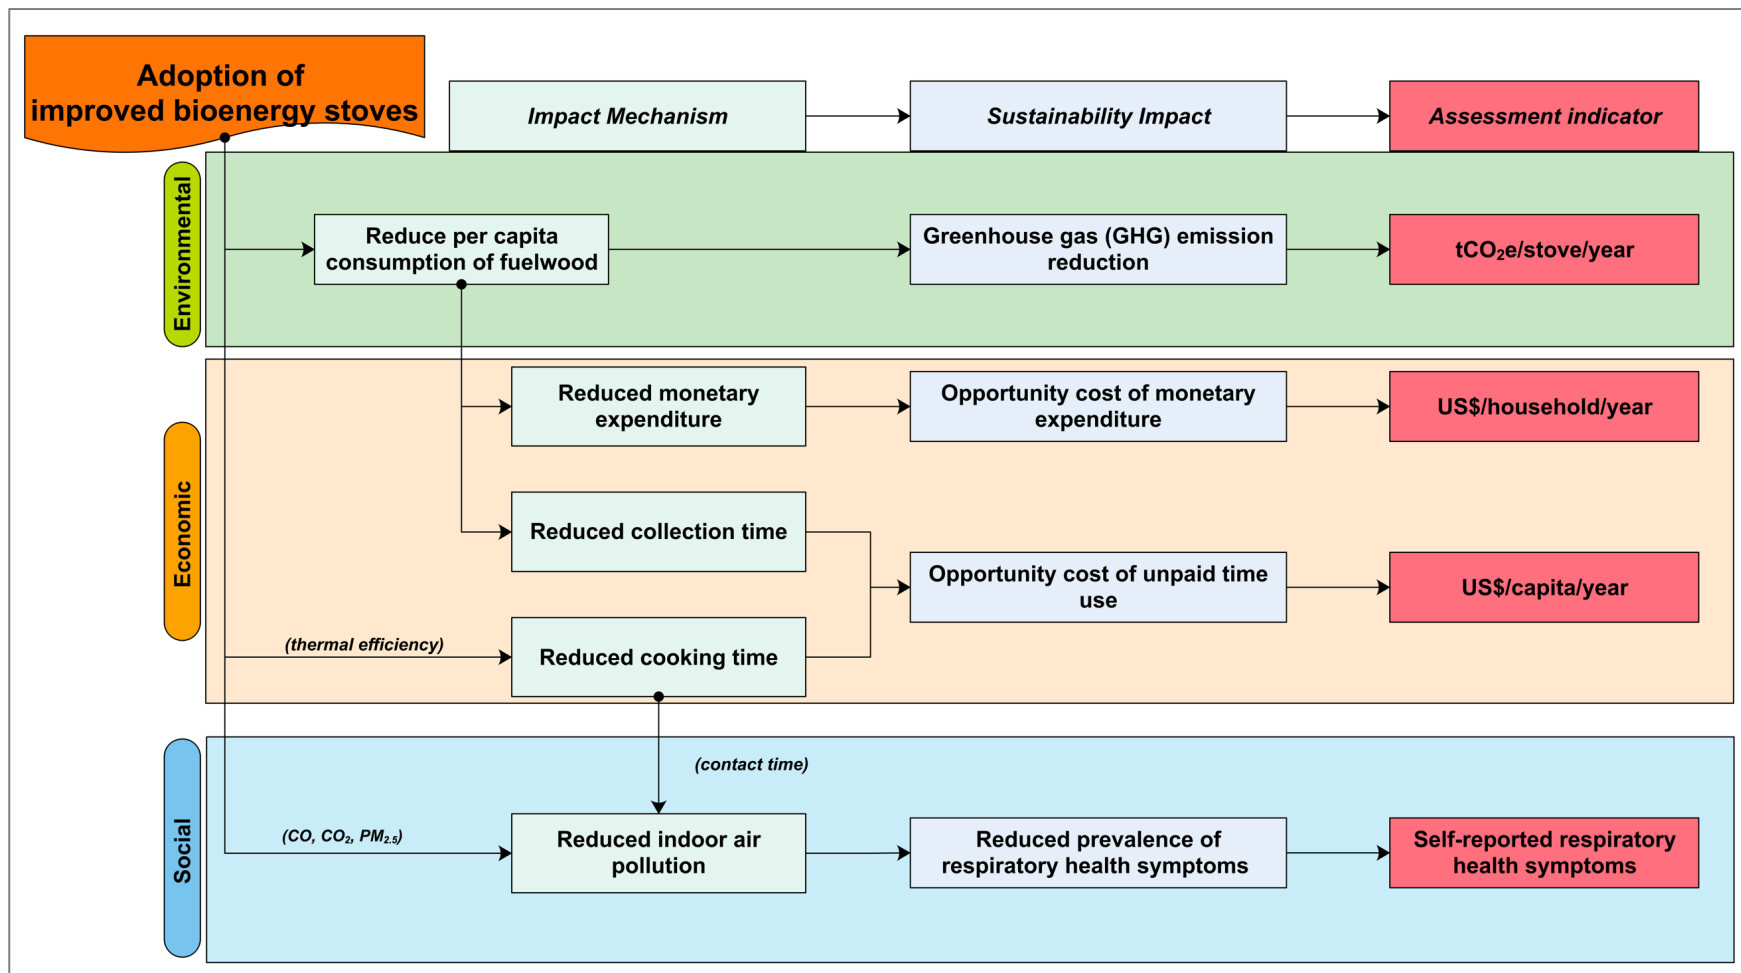 Adoption of
improved bioenergy stoves
Impact Mechanism
Sustainability Impact
Assessment indicator
Environmental
Reduce per capita
consumption of fuelwood
Greenhouse gas (GHG) emission
reduction
tCO₂e/stove/year
Economic
Reduced monetary
expenditure
Opportunity cost of monetary
expenditure
US$/household/year
Reduced collection time
Opportunity cost of unpaid time
use
US$/capita/year
(thermal efficiency)
Reduced cooking time
Social
(contact time)
(CO, CO₂, PM₂.₅)
Reduced indoor air
pollution
Reduced prevalence of
respiratory health symptoms
Self-reported respiratory
health symptoms